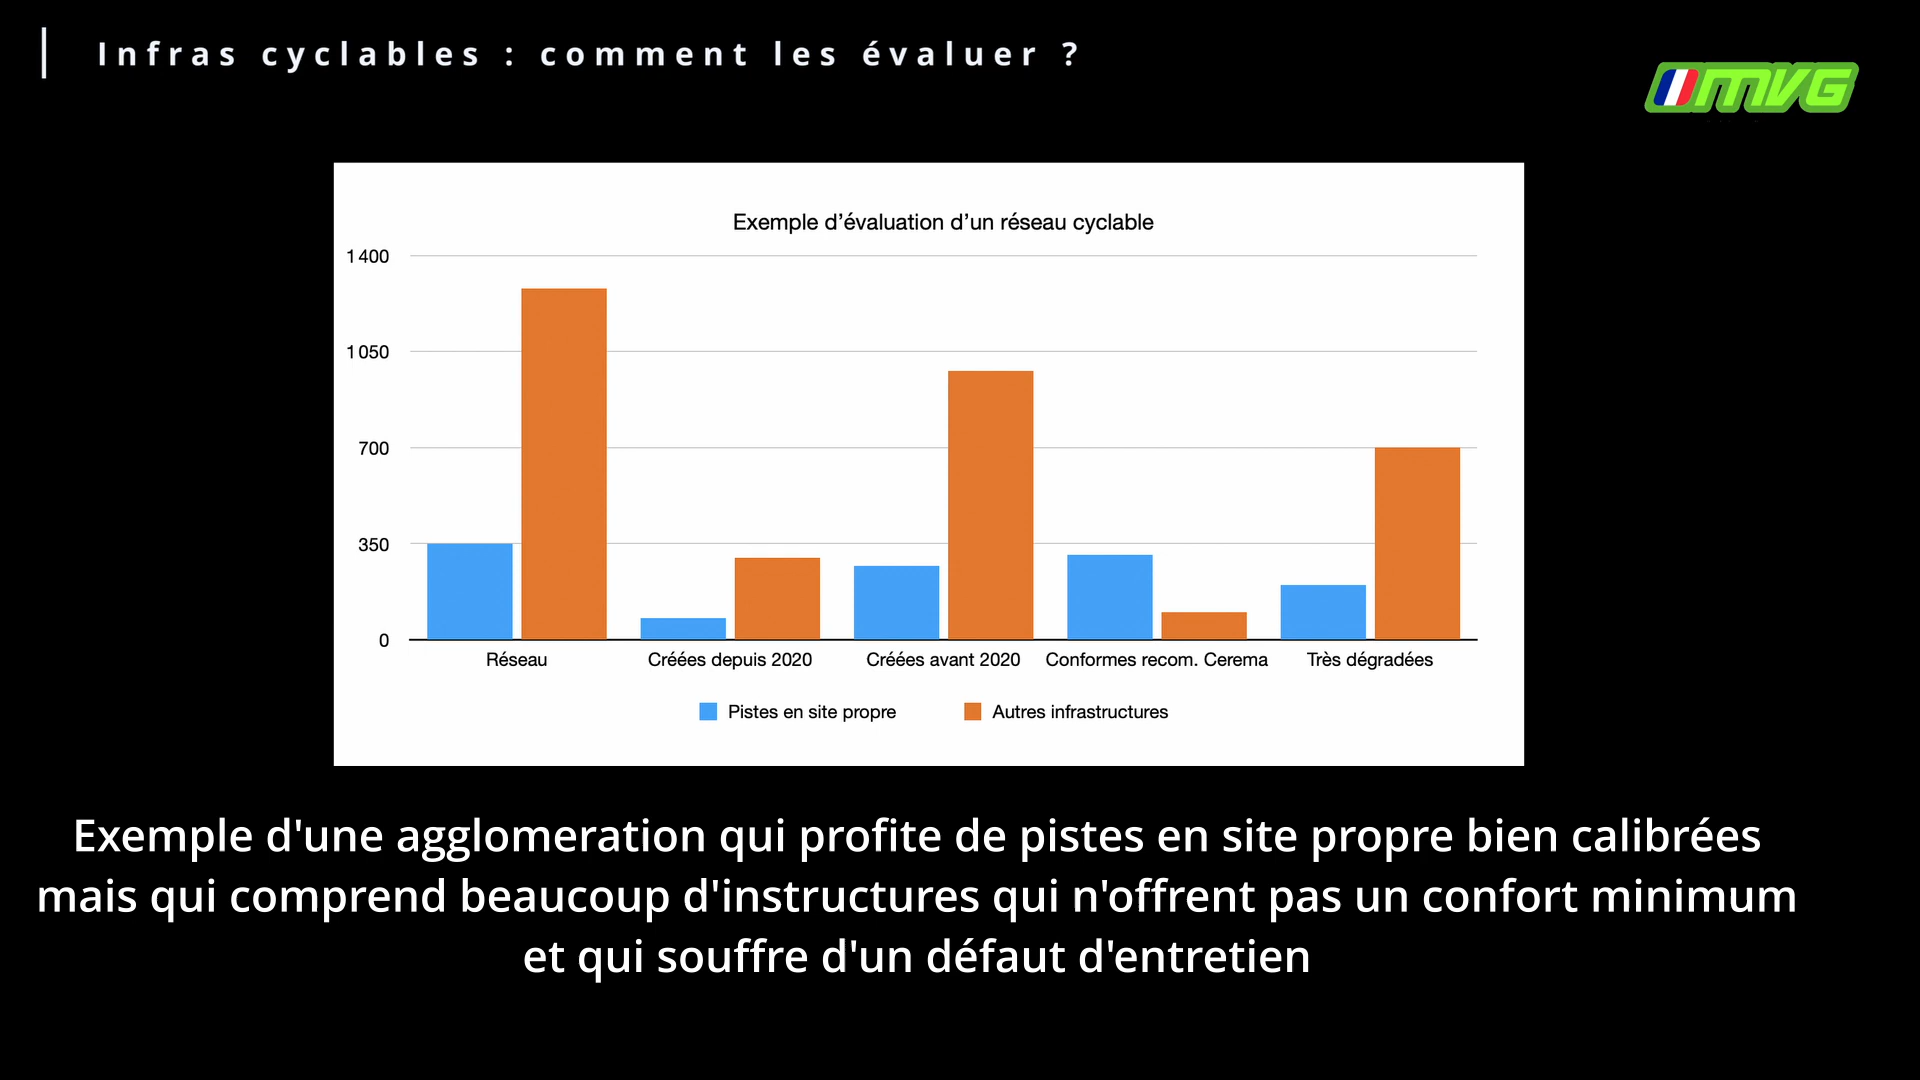 Infras cyclables : comment les évaluer ?
MVG
Exemple d’évaluation d’un réseau cyclable
1 400
1 050
700
350
0
Réseau
Créées depuis 2020
Créées avant 2020
Conformes recom. Cerema
Très dégradées
Pistes en site propre
Autres infrastructures
Exemple d'une agglomeration qui profite de pistes en site propre bien calibrées
mais qui comprend beaucoup d'instructures qui n'offrent pas un confort minimum
et qui souffre d'un défaut d'entretien